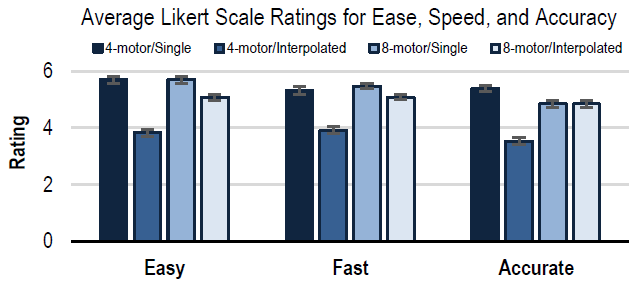 Average Likert Scale Ratings for Ease, Speed, and Accuracy
4-motor/Single 4-motor/Interpolated 8-motor/Single 8-motor/Interpolated
6
4
2
0
Rating
Easy Fast Accurate